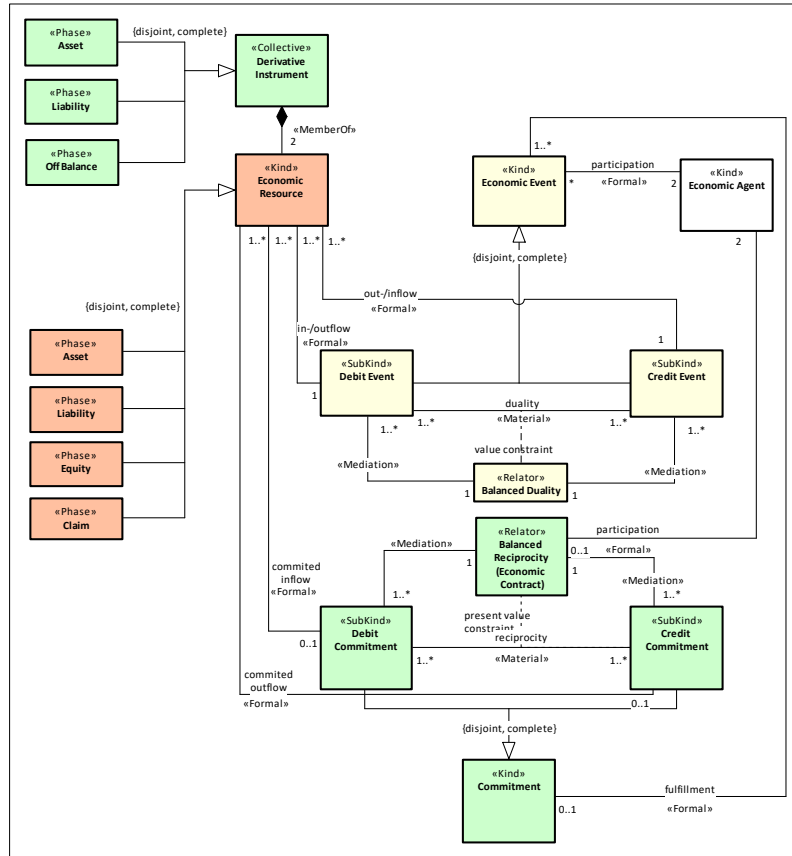 «Phase»
Asset
{disjoint, complete}
«Collective»
Derivative
Instrument
«Phase»
Liability
«MemberOf»
2
1..*
«Phase»
Off Balance
«Kind»
Economic
Resource
«Kind»
Economic Event
participation
*
«Formal»
2
«Kind»
Economic Agent
1..*
1..*
1..*
1..*
2
{disjoint, complete}
out-/inflow
«Formal»
{disjoint, complete}
in-/outflow
«Formal»
1
«Phase»
Asset
«SubKind»
Debit Event
«SubKind»
Credit Event
1
duality
«Phase»
Liability
1..*
«Material»
1..*
1..*
1..*
«Phase»
Equity
value constraint
«Mediation»
«Mediation»
1
«Relator»
Balanced Duality
1
«Phase»
Claim
«Relator»
Balanced
Reciprocity
(Economic
Contract)
participation
0..1
«Formal»
«Mediation»
1
1
commited
inflow
«Formal»
«Mediation»
1..*
1..*
«SubKind»
Debit
Commitment
present value
constraint
reciprocity
«SubKind»
Credit
Commitment
0..1
1..*
«Material»
1..*
commited
outflow
«Formal»
0..1
{disjoint, complete}
«Kind»
Commitment
fulfillment
0..1
«Formal»